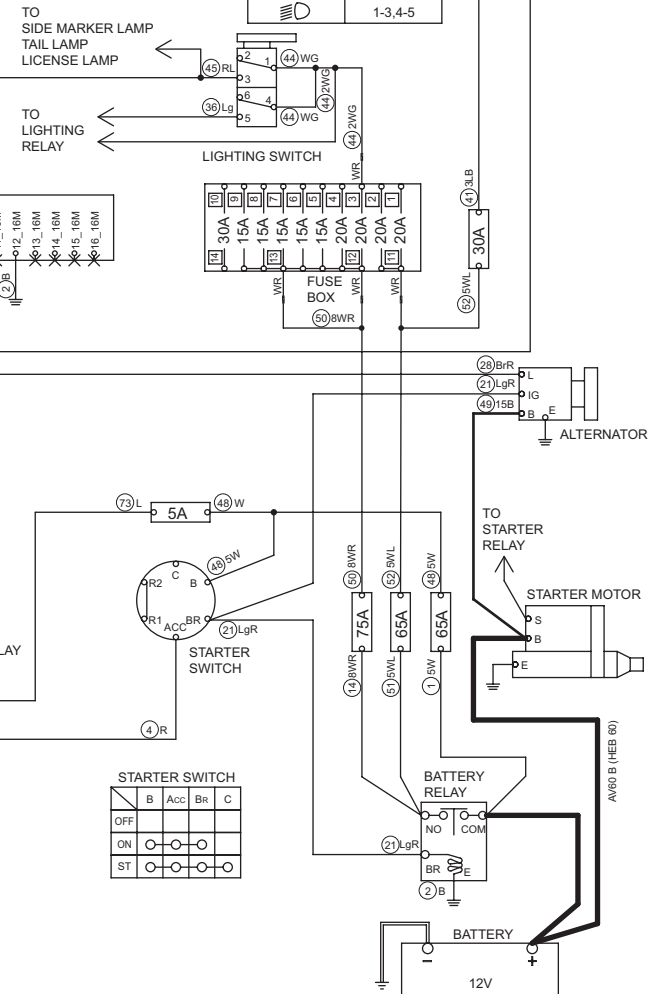 TO
SIDE MARKER LAMP
TAIL LAMP
LICENSE LAMP
1-3,4-5
45 RL
2
1
3
44 WG
36 Lg
6
4
5
44 WG
44 2WG
44 2WG
TO
LIGHTING
RELAY
LIGHTING SWITCH
WR
41 3LB
12_16M
13_16M
14_16M
15_16M
16_16M
2 B
10 9 8 7 6 5 4 3 2 1
30A 15A 15A 15A 15A 15A 20A 20A 20A 20A
14 13 12 11
30A
WR
WR
WR
FUSE
BOX
52 5WL
50 8WR
28 BrR
L
21 LgR
IG
49 15B
B
E
ALTERNATOR
73 L
5A
48 W
48 5W
TO
STARTER
RELAY
C
R2
B
R1
ACC
BR
21 LgR
STARTER
SWITCH
50 8WR
52 5WL
48 5W
75A
65A
65A
STARTER MOTOR
S
B
E
LAY
14 8WR
51 5WL
1 5W
4 R
AV60 B (HEB 60)
STARTER SWITCH
B ACC BR C
OFF
ON
ST
BATTERY
RELAY
NO
COM
21 LgR
BR
E
2 B
BATTERY
−
+
12V